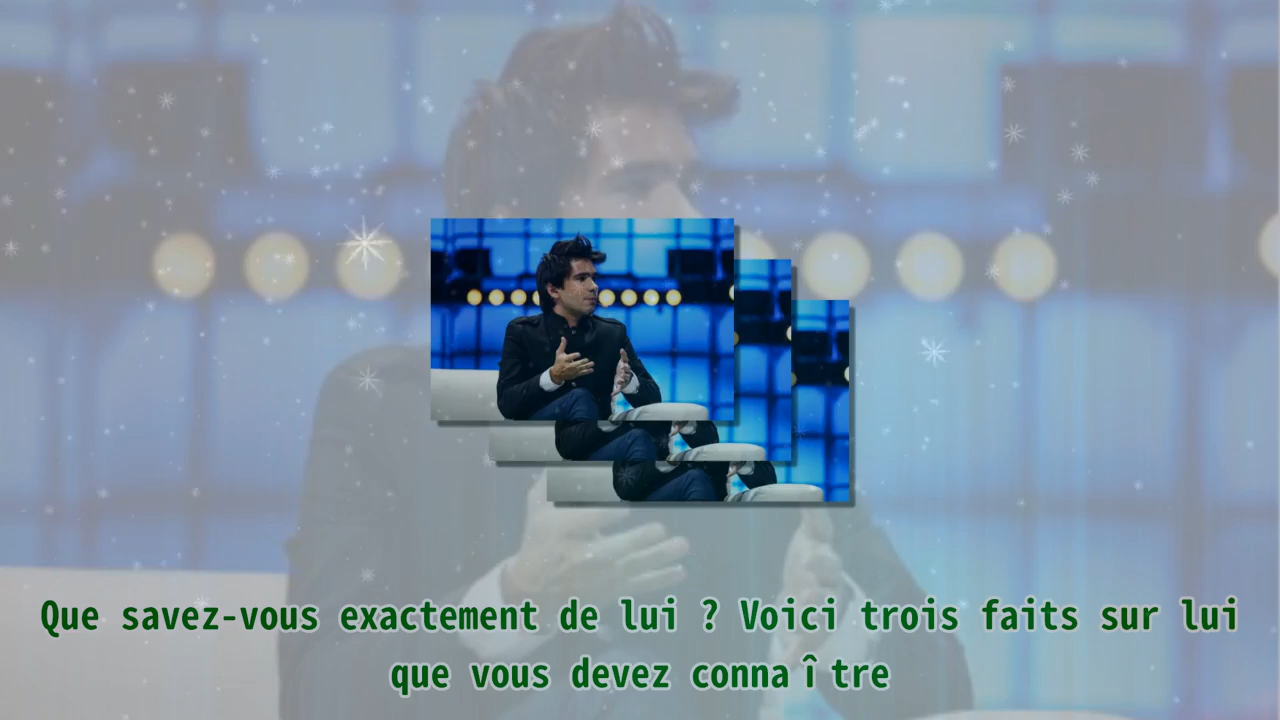 Que savez-vous exactement de lui ? Voici trois faits sur lui
que vous devez connaître